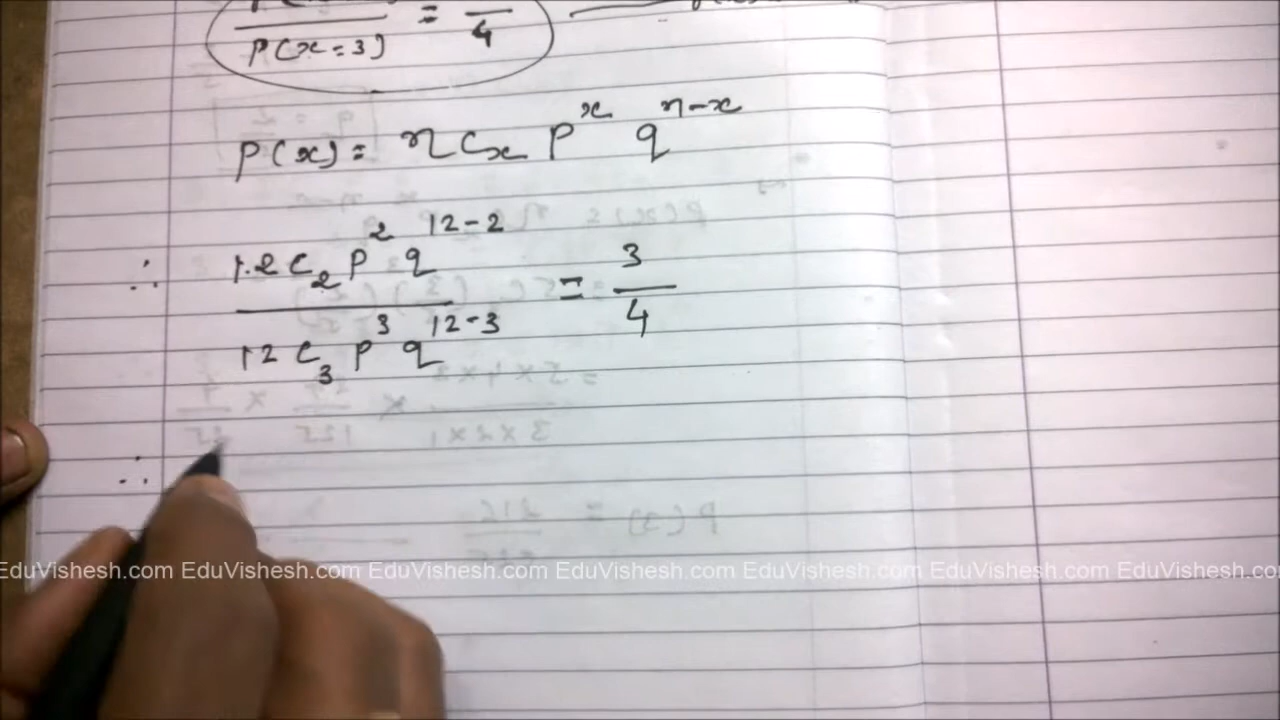 P(x=3) = 4
P(x) = nCx p^x q^n-x
∴ 12C2 p^2 q^12-2 / 12C3 p^3 q^12-3 = 3/4
∴
EduVishesh.com EduVishesh.com EduVishesh.com EduVishesh.com EduVishesh.com EduVishesh.com EduVishesh.com